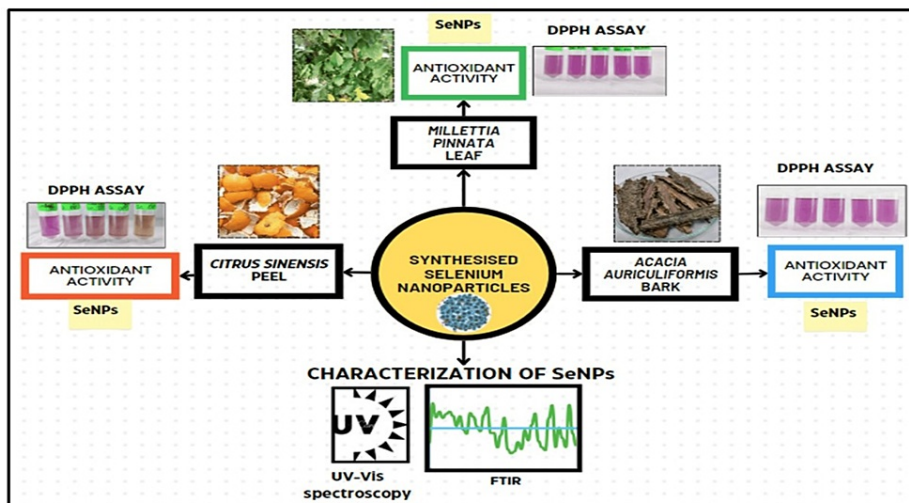 SeNPs
DPPH ASSAY
ANTIOXIDANT
ACTIVITY
MILLETTIA
PINNATA
LEAF
DPPH ASSAY
DPPH ASSAY
ANTIOXIDANT
ACTIVITY
SeNPs
CITRUS SINENSIS
PEEL
SYNTHESISED
SELENIUM
NANOPARTICLES
ACACIA
AURICULIFORMIS
BARK
ANTIOXIDANT
ACTIVITY
SeNPs
CHARACTERIZATION OF SeNPs
UV
UV-Vis
spectroscopy
FTIR